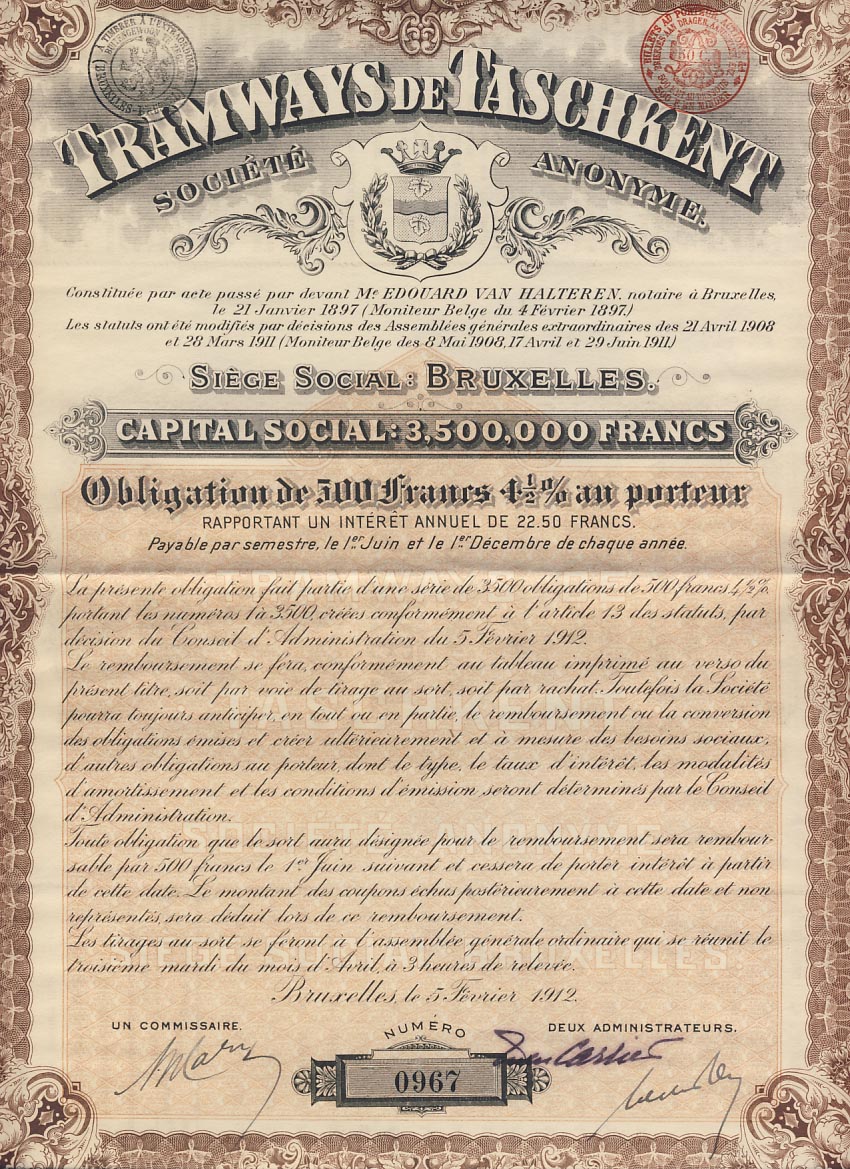 A TIMBRER À L'EXTRAORDINAIRE
TRAMWAYS DE TASCHKENT
SOCIÉTÉ ANONYME.
Constituée par acte passé par devant Me EDOUARD VAN HALTEREN, notaire à Bruxelles,
le 21 Janvier 1897 (Moniteur Belge du 4 Février 1897)
Les statuts ont été modifiés par décisions des Assemblées générales extraordinaires des 21 Avril 1908
et 28 Mars 1911 (Moniteur Belge des 8 Mai 1908, 17 Avril et 29 Juin 1911)
SIÈGE SOCIAL: BRUXELLES.
CAPITAL SOCIAL: 3,500,000 FRANCS
Obligation de 500 Francs 4½% au porteur
RAPPORTANT UN INTÉRÊT ANNUEL DE 22.50 FRANCS.
Payable par semestre, le 1er Juin et le 1er Décembre de chaque année.
La présente obligation fait partie d'une série de 3500 obligations de 500 francs 4½%
portant les numéros 1 à 3500, créées conformément à l'article 13 des statuts, par
décision du Conseil d'Administration du 5 Février 1912.
Le remboursement se fera, conformément au tableau imprimé au verso du
présent titre, soit par voie de tirage au sort, soit par rachat. Toutefois la Société
pourra toujours anticiper, en tout ou en partie, le remboursement ou la conversion
des obligations émises et créer ultérieurement et à mesure des besoins sociaux,
d'autres obligations au porteur, dont le type, le taux d'intérêt, les modalités
d'amortissement et les conditions d'émission, seront déterminés par le Conseil
d'Administration.
Toute obligation que le sort aura désignée pour le remboursement sera rembour-
sable par 500 francs le 1er Juin suivant et cessera de porter intérêt à partir
de cette date. Le montant des coupons échus postérieurement à cette date et non
représentés, sera déduit lors de ce remboursement.
Les tirages au sort se feront à l'assemblée générale ordinaire qui se réunit le
troisième mardi du mois d'Avril, à 3 heures de relevée.
Bruxelles, le 5 Février 1912.
UN COMMISSAIRE.
NUMÉRO
DEUX ADMINISTRATEURS.
0967